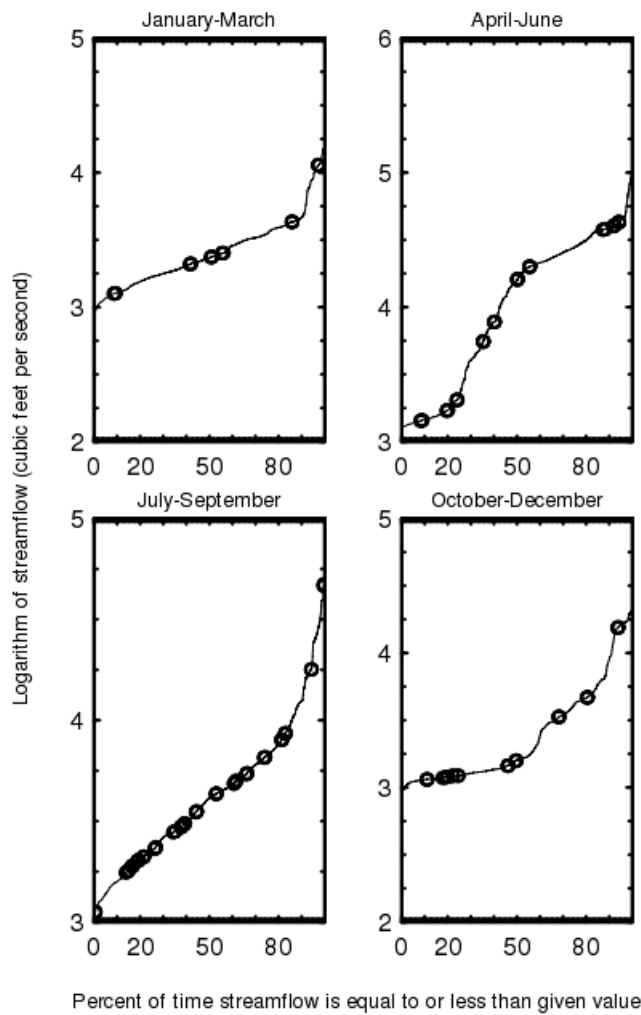 January-March
5
4
3
2
0 20 50 80
April-June
6
5
4
3
0 20 50 80
July-September
5
4
3
0 20 50 80
October-December
5
4
3
2
0 20 50 80
Logarithm of streamflow (cubic feet per second)
Percent of time streamflow is equal to or less than given value